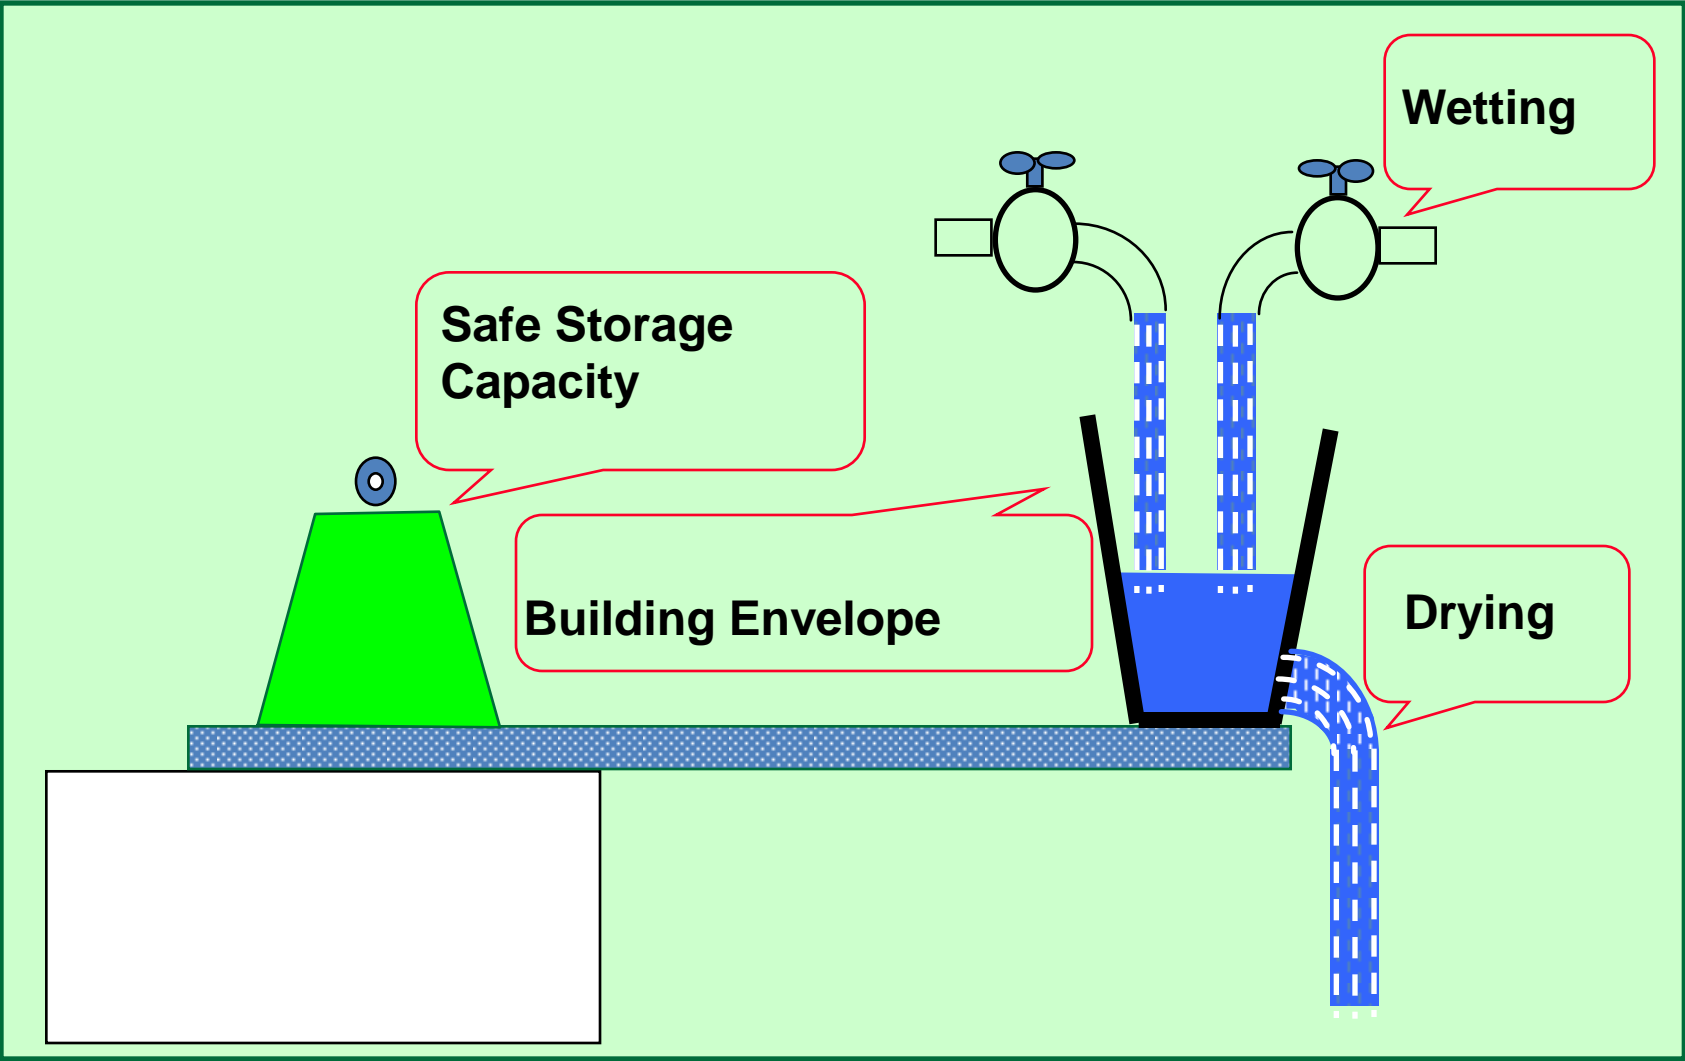 Wetting
Safe Storage
Capacity
Building Envelope
Drying